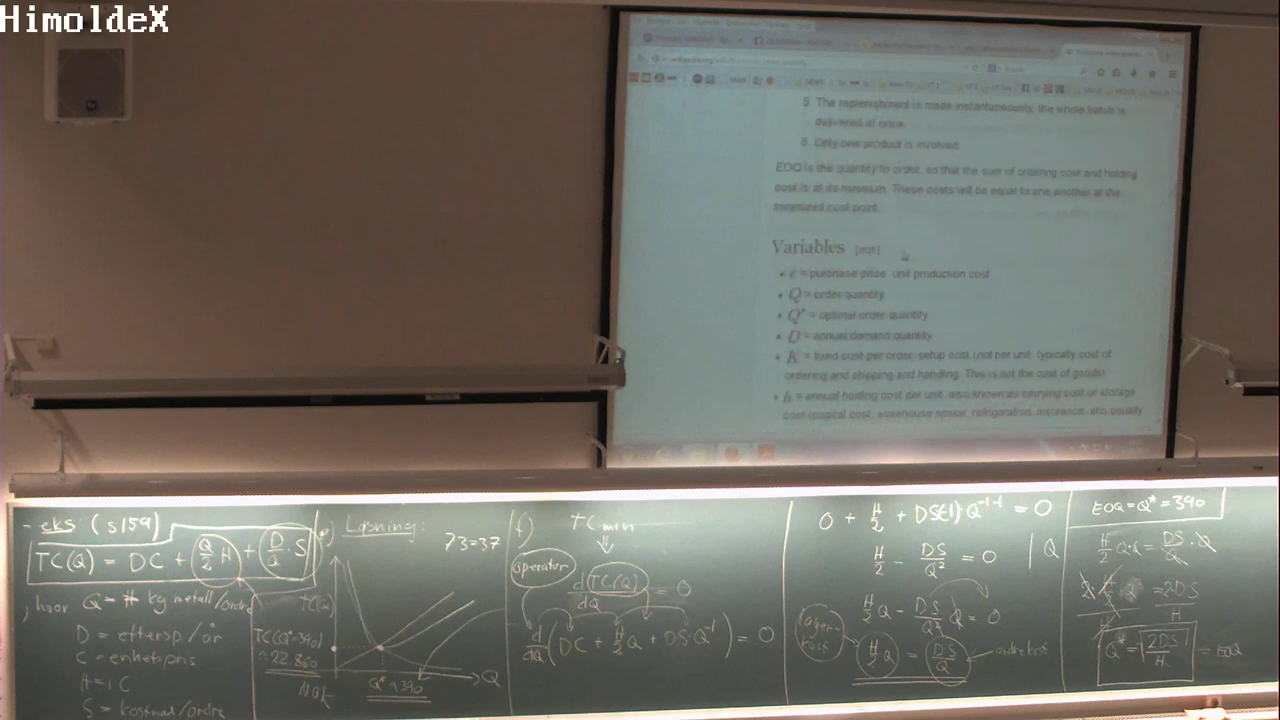 HimoldeX
5. The replenishment is made instantaneously, the whole batch is
delivered at once.
6. Only one product is involved.
EOQ is the quantity to order, so that the sum of ordering cost and holding
cost is at its minimum. These costs will be equal to one another at the
minimized cost point.
Variables [edit]
• c = purchase price, unit production cost
• Q = order quantity
• Q* = optimal order quantity
• D = annual demand quantity
• K = fixed cost per order, setup cost (not per unit, typically cost of
ordering and shipping and handling. This is not the cost of goods)
• h = annual holding cost per unit, also known as carrying cost or storage
cost (capital cost, warehouse space, refrigeration, insurance, also usually
- eks (s159)
TC(Q) = DC + Q/2 H + D/Q · S
, hvor Q = # kg metall/ordre
D = eftersp/år
C = enhetspris
H = i C
S = kostnad/ordre
e) Løsning:
73=37
TC(Q)
TC(Q*=390)
≈22.860
NOK
Q*=390
Q
f) TC min
⇓
operator
d TC(Q) / dQ = 0
d/dQ (DC + H/2 Q + DS·Q⁻¹) = 0
0 + H/2 + DS(-1)Q⁻¹⁻¹ = 0
H/2 - DS/Q² = 0 | Q
H/2 Q - DS/Q² Q = 0
lager-
kost
H/2 Q = DS/Q
ordrekost
EOQ=Q*=390
H/2 Q·Q = DS/Q · Q
= 2DS/H
Q* = √2DS/H = EOQ